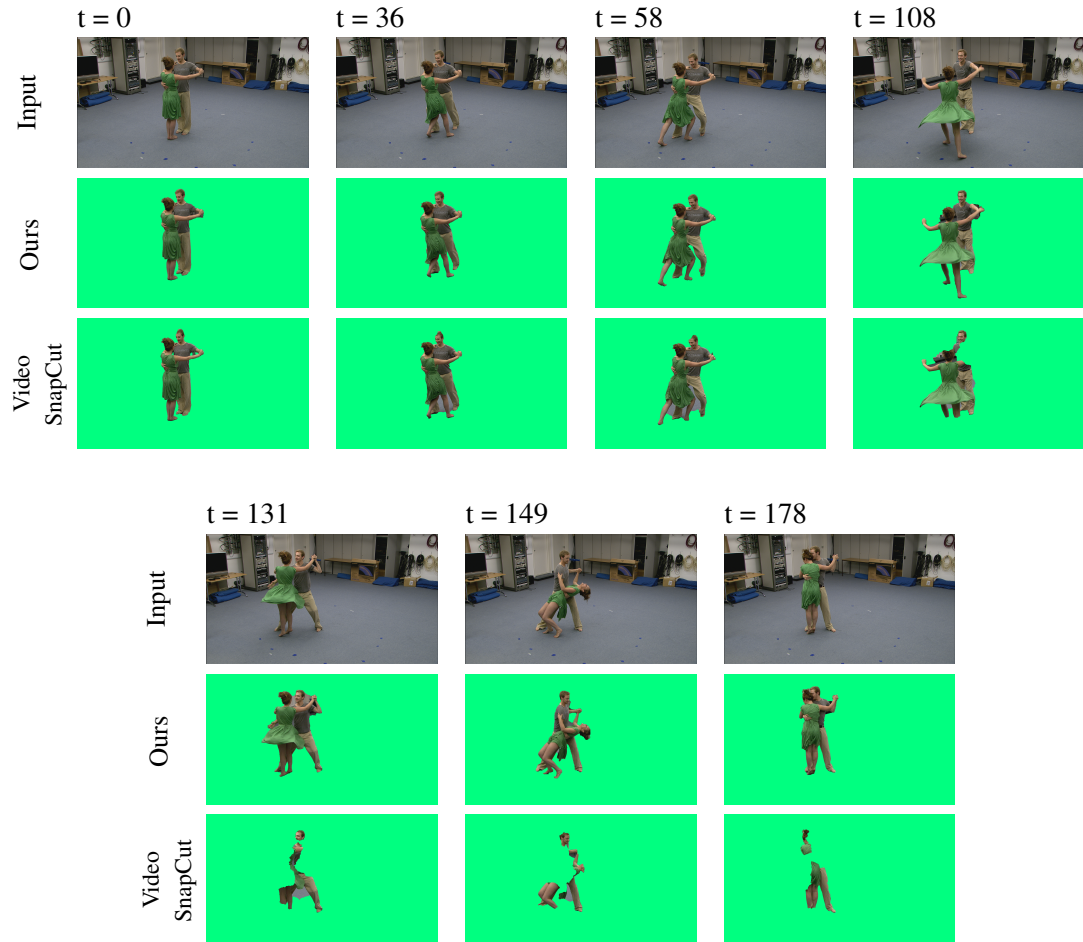 t = 0
t = 36
t = 58
t = 108
Input
Ours
Video
SnapCut
t = 131
t = 149
t = 178
Input
Ours
Video
SnapCut